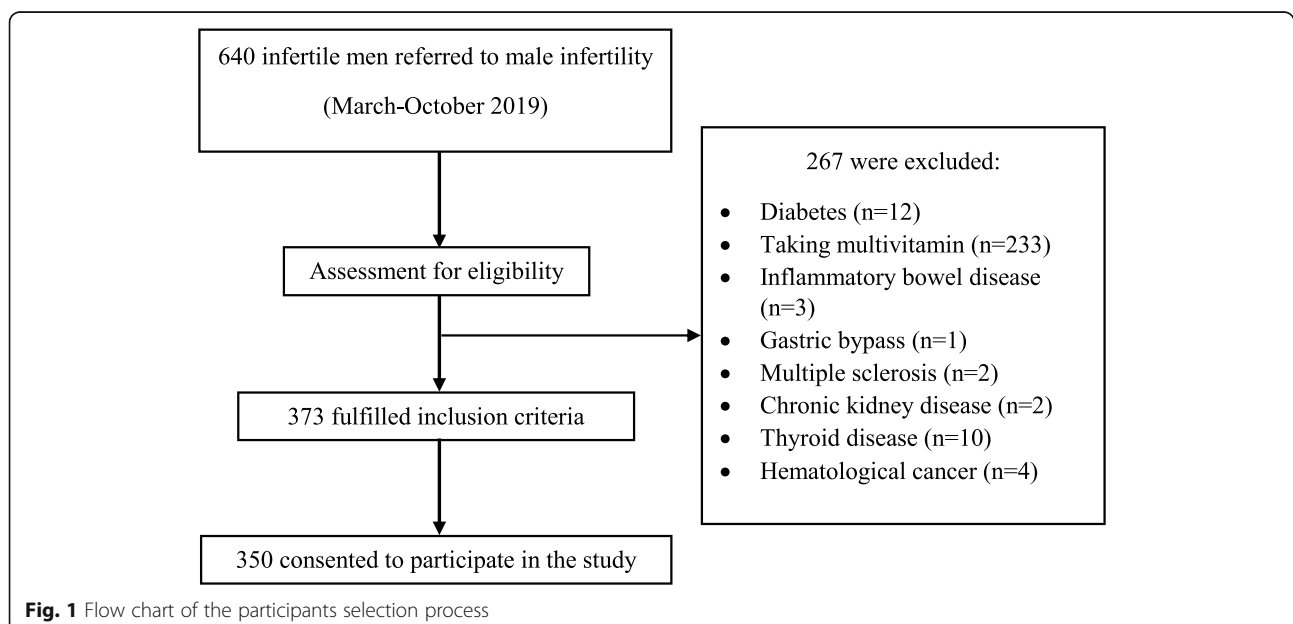 640 infertile men referred to male infertility
(March-October 2019)
267 were excluded:
• Diabetes (n=12)
• Taking multivitamin (n=233)
• Inflammatory bowel disease
(n=3)
• Gastric bypass (n=1)
• Multiple sclerosis (n=2)
• Chronic kidney disease (n=2)
• Thyroid disease (n=10)
• Hematological cancer (n=4)
Assessment for eligibility
373 fulfilled inclusion criteria
350 consented to participate in the study
Fig. 1 Flow chart of the participants selection process